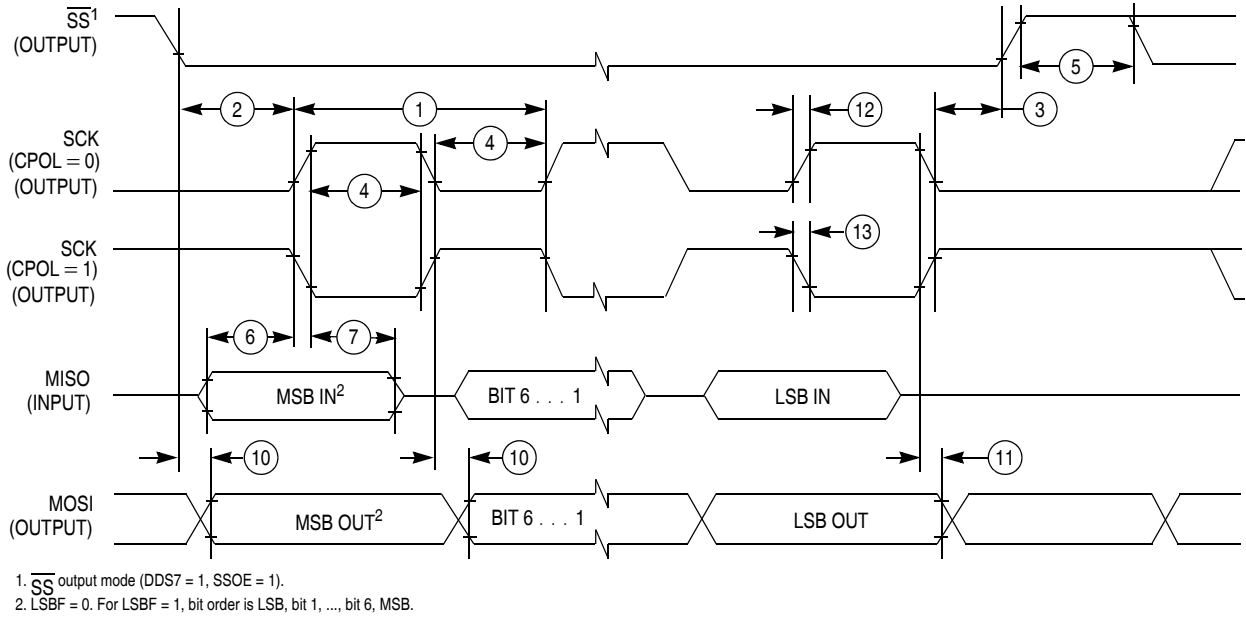 SS¹
(OUTPUT)
5
2
1
12
3
SCK
(CPOL = 0)
(OUTPUT)
4
4
SCK
(CPOL = 1)
(OUTPUT)
13
6
7
MISO
(INPUT)
MSB IN²
BIT 6 . . . 1
LSB IN
10
10
11
MOSI
(OUTPUT)
MSB OUT²
BIT 6 . . . 1
LSB OUT
1. SS output mode (DDS7 = 1, SSOE = 1).
2. LSBF = 0. For LSBF = 1, bit order is LSB, bit 1, ..., bit 6, MSB.